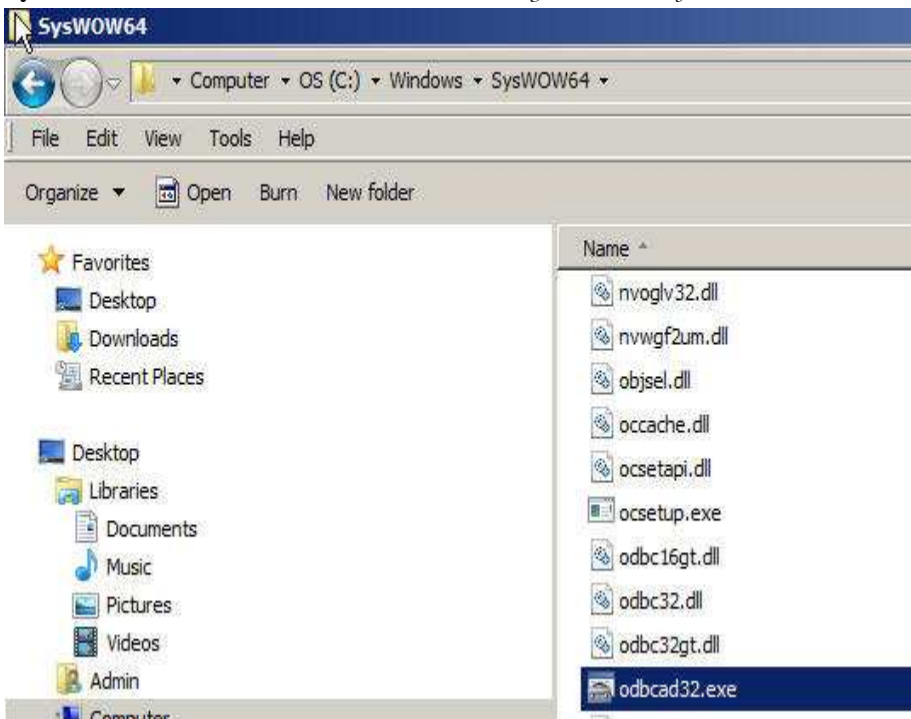 SysWOW64
Computer OS (C:) Windows SysWOW64
File Edit View Tools Help
Organize Open Burn New folder
Favorites
Desktop
Downloads
Recent Places
Desktop
Libraries
Documents
Music
Pictures
Videos
Admin
Computer
Name
nvoglv32.dll
nvwgf2um.dll
objsel.dll
occache.dll
ocsetapi.dll
ocsetup.exe
odbc16gt.dll
odbc32.dll
odbc32gt.dll
odbcad32.exe